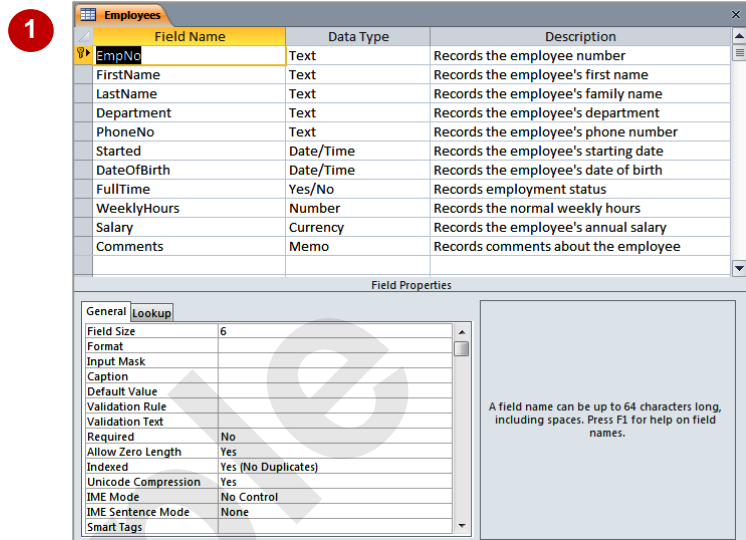 1
Employees
Field Name Data Type Description
EmpNo Text Records the employee number
FirstName Text Records the employee's first name
LastName Text Records the employee's family name
Department Text Records the employee's department
PhoneNo Text Records the employee's phone number
Started Date/Time Records the employee's starting date
DateOfBirth Date/Time Records the employee's date of birth
FullTime Yes/No Records employment status
WeeklyHours Number Records the normal weekly hours
Salary Currency Records the employee's annual salary
Comments Memo Records comments about the employee
Field Properties
General Lookup
Field Size 6
Format
Input Mask
Caption
Default Value
Validation Rule
Validation Text
Required No
Allow Zero Length Yes
Indexed Yes (No Duplicates)
Unicode Compression Yes
IME Mode No Control
IME Sentence Mode None
Smart Tags
A field name can be up to 64 characters long,
including spaces. Press F1 for help on field
names.